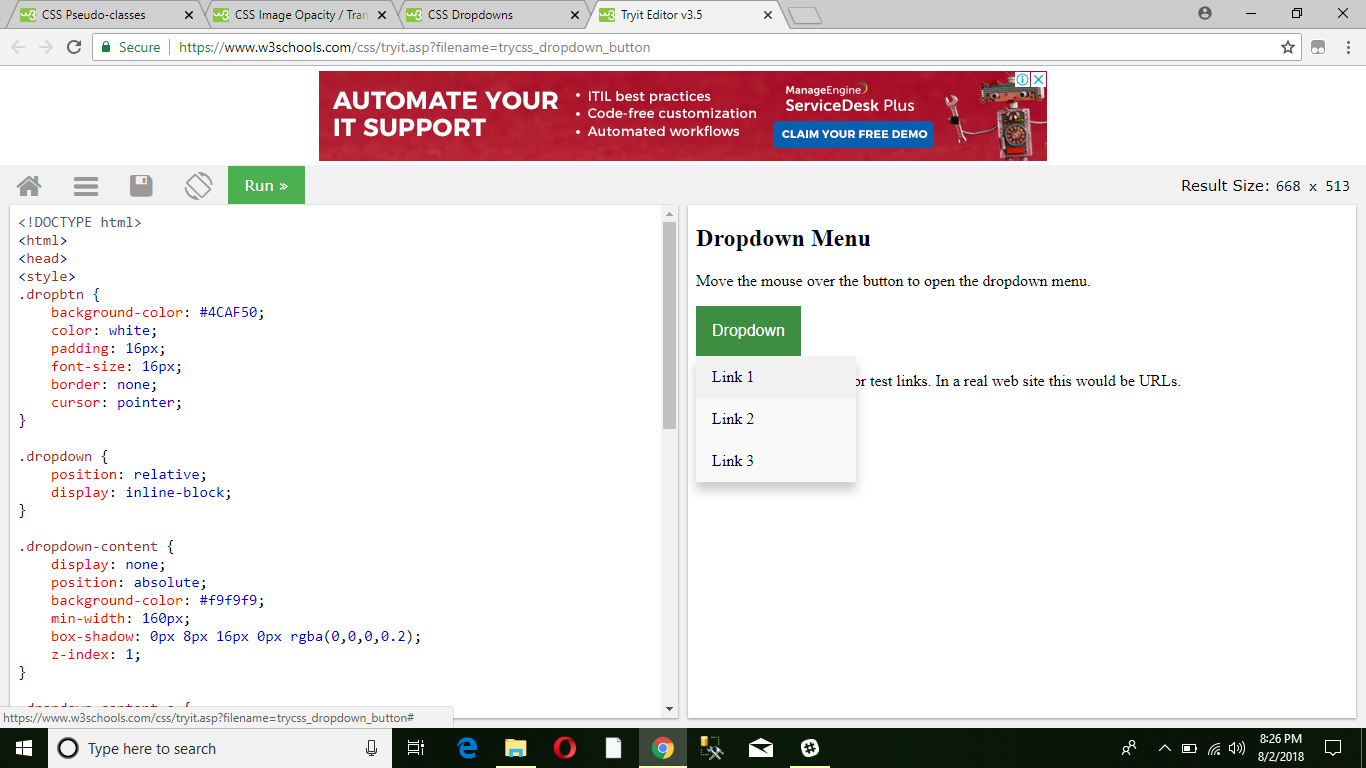 CSS Pseudo-classes
CSS Image Opacity / Tran
CSS Dropdowns
Tryit Editor v3.5
Secure
https://www.w3schools.com/css/tryit.asp?filename=trycss_dropdown_button
AUTOMATE YOUR
IT SUPPORT
• ITIL best practices
• Code-free customization
• Automated workflows
ManageEngine
ServiceDesk Plus
CLAIM YOUR FREE DEMO
Run »
Result Size: 668 x 513
<!DOCTYPE html>
<html>
<head>
<style>
.dropbtn {
    background-color: #4CAF50;
    color: white;
    padding: 16px;
    font-size: 16px;
    border: none;
    cursor: pointer;
}
.dropdown {
    position: relative;
    display: inline-block;
}
.dropdown-content {
    display: none;
    position: absolute;
    background-color: #f9f9f9;
    min-width: 160px;
    box-shadow: 0px 8px 16px 0px rgba(0,0,0,0.2);
    z-index: 1;
}
Dropdown Menu
Move the mouse over the button to open the dropdown menu.
Dropdown
Link 1
or test links. In a real web site this would be URLs.
Link 2
Link 3
https://www.w3schools.com/css/tryit.asp?filename=trycss_dropdown_button#
Type here to search
8:26 PM
8/2/2018